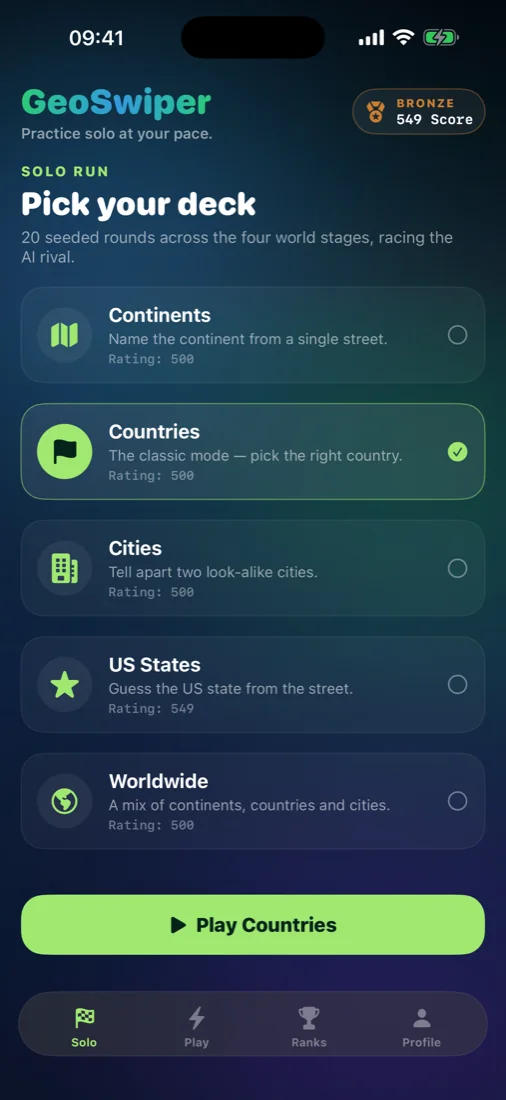 09:41
GeoSwiper
Practice solo at your pace.
BRONZE
549 Score
SOLO RUN
Pick your deck
20 seeded rounds across the four world stages, racing the
AI rival.
Continents
Name the continent from a single street.
Rating: 500
Countries
The classic mode — pick the right country.
Rating: 500
Cities
Tell apart two look-alike cities.
Rating: 500
US States
Guess the US state from the street.
Rating: 549
Worldwide
A mix of continents, countries and cities.
Rating: 500
Play Countries
Solo
Play
Ranks
Profile